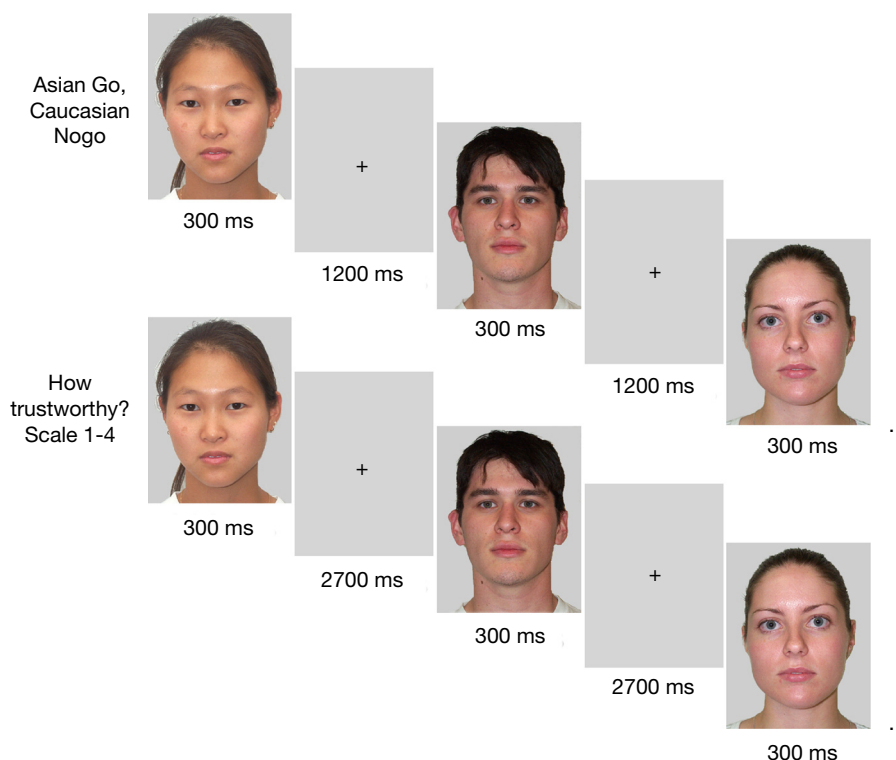 Asian Go,
Caucasian
Nogo
300 ms
+
1200 ms
300 ms
+
1200 ms
300 ms
.
How
trustworthy?
Scale 1-4
300 ms
+
2700 ms
300 ms
+
2700 ms
300 ms
.